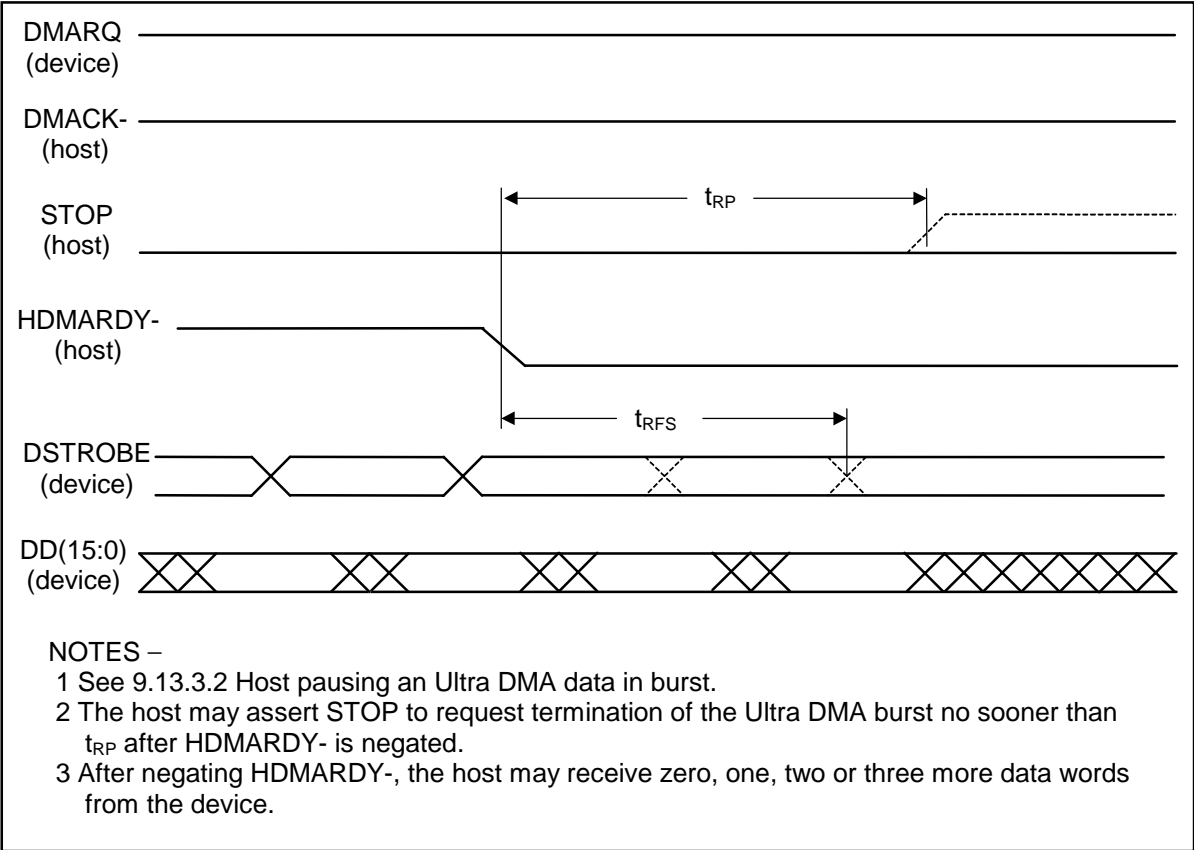 DMARQ
(device)
DMACK-
(host)
tRP
STOP
(host)
HDMARDY-
(host)
tRFS
DSTROBE
(device)
DD(15:0)
(device)
NOTES –
1 See 9.13.3.2 Host pausing an Ultra DMA data in burst.
2 The host may assert STOP to request termination of the Ultra DMA burst no sooner than
tRP after HDMARDY- is negated.
3 After negating HDMARDY-, the host may receive zero, one, two or three more data words
from the device.